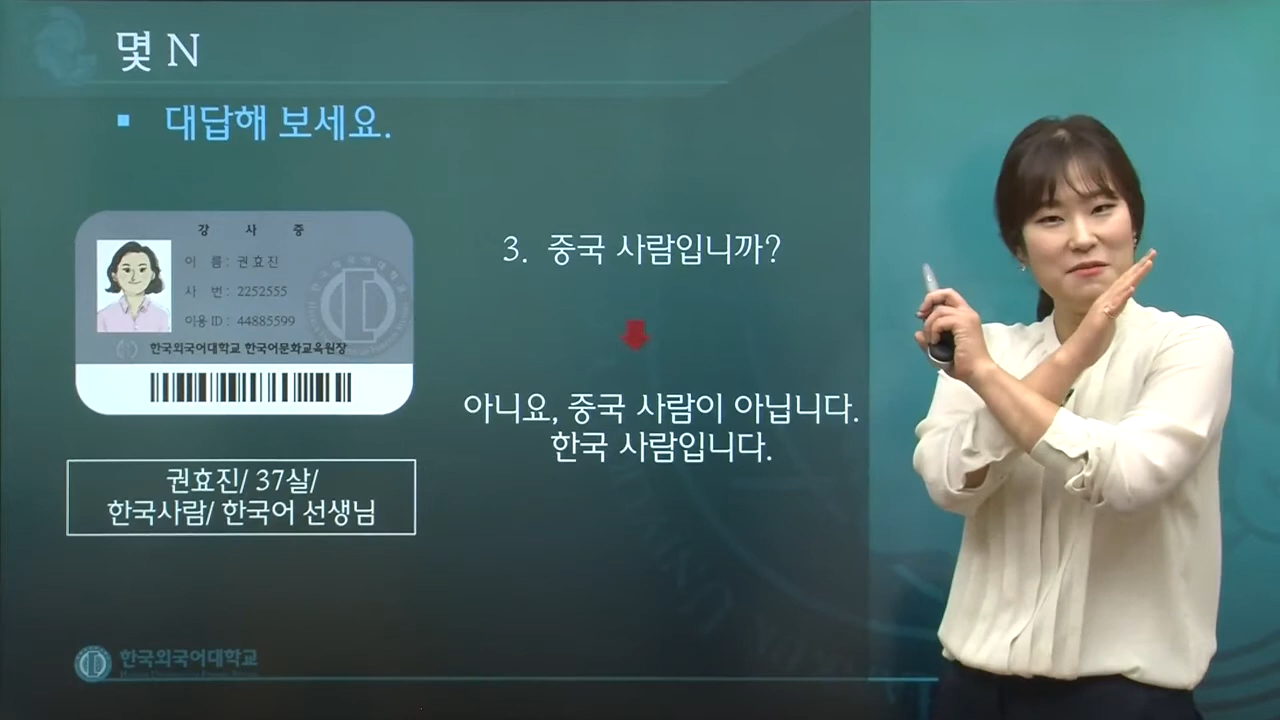 몇 N
▪ 대답해 보세요.
강 사 증
이 름 : 권효진
사 번 : 2252555
이용 ID : 44885599
한국외국어대학교 한국어문화교육원장
권효진/ 37살/
한국사람/ 한국어 선생님
3. 중국 사람입니까?
아니요, 중국 사람이 아닙니다.
한국 사람입니다.
한국외국어대학교